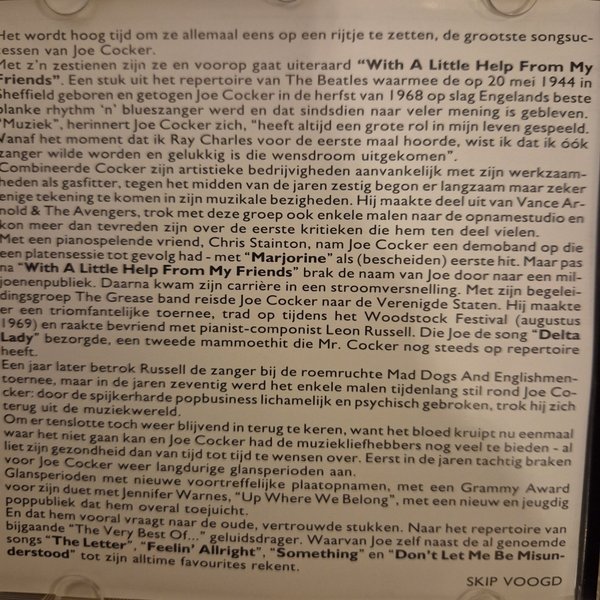 Het wordt hoog tijd om ze allemaal eens op een rijtje te zetten, de grootste songsuc-
cessen van Joe Cocker.
Met z'n zestienen zijn ze en voorop gaat uiteraard "With A Little Help From My
Friends". Een stuk uit het repertoire van The Beatles waarmee de op 20 mei 1944 in
Sheffield geboren en getogen Joe Cocker in de herfst van 1968 op slag Engelands beste
blanke rhythm 'n' blueszanger werd en dat sindsdien naar veler mening is gebleven.
"Muziek", herinnert Joe Cocker zich, "heeft altijd een grote rol in mijn leven gespeeld.
Vanaf het moment dat ik Ray Charles voor de eerste maal hoorde, wist ik dat ik óók
zanger wilde worden en gelukkig is die wensdroom uitgekomen".
Combineerde Cocker zijn artistieke bedrijvigheden aanvankelijk met zijn werkzaam-
heden als gasfitter, tegen het midden van de jaren zestig begon er langzaam maar zeker
enige tekening te komen in zijn muzikale bezigheden. Hij maakte deel uit van Vance Ar-
nold & The Avengers, trok met deze groep ook enkele malen naar de opnamestudio en
kon meer dan tevreden zijn over de eerste kritieken die hem ten deel vielen.
Met een pianospelende vriend, Chris Stainton, nam Joe Cocker een demoband op die
een platensessie tot gevolg had - met "Marjorine" als (bescheiden) eerste hit. Maar pas
na "With A Little Help From My Friends" brak de naam van Joe door naar een mil-
joenenpubliek. Daarna kwam zijn carrière in een stroomversnelling. Met zijn begelei-
dingsgroep The Grease band reisde Joe Cocker naar de Verenigde Staten. Hij maakte
er een triomfantelijke toernee, trad op tijdens het Woodstock Festival (augustus
1969) en raakte bevriend met pianist-componist Leon Russell. Die Joe de song "Delta
Lady" bezorgde, een tweede mammoethit die Mr. Cocker nog steeds op repertoire
heeft.
Een jaar later betrok Russell de zanger bij de roemruchte Mad Dogs And Englishmen-
toernee, maar in de jaren zeventig werd het enkele malen tijdenlang stil rond Joe Co-
cker: door de spijkerharde popbusiness lichamelijk en psychisch gebroken, trok hij zich
terug uit de muziekwereld.
Om er tenslotte toch weer blijvend in terug te keren, want het bloed kruipt nu eenmaal
waar het niet gaan kan en Joe Cocker had de muziekliefhebbers nog veel te bieden - al
liet zijn gezondheid dan van tijd tot tijd te wensen over. Eerst in de jaren tachtig braken
voor Joe Cocker weer langdurige glansperioden aan.
Glansperioden met nieuwe voortreffelijke plaatopnamen, met een Grammy Award
voor zijn duet met Jennifer Warnes, "Up Where We Belong", met een nieuw en jeugdig
poppubliek dat hem overal toejuicht.
En dat hem vooral vraagt naar de oude, vertrouwde stukken. Naar het repertoire van
bijgaande "The Very Best Of..." geluidsdrager. Waarvan Joe zelf naast de al genoemde
songs "The Letter", "Feelin' Allright", "Something" en "Don't Let Me Be Misun-
derstood" tot zijn alltime favourites rekent.
SKIP VOOGD